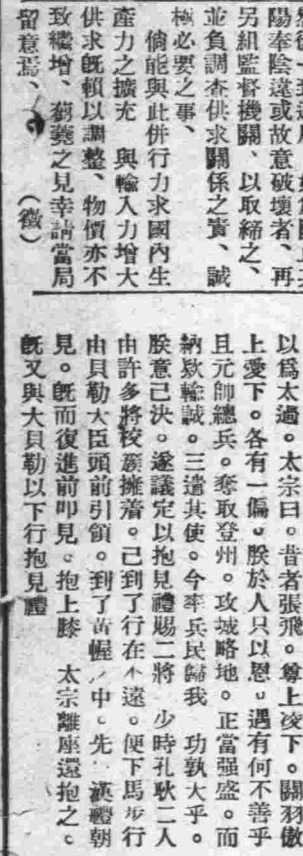 陽奉陰違或故意破壞者、再
另組監督機關、以取締之、
並負調查供求關係之責、誠
極必要之事、
倘能與此併行力求國內生
產力之擴充　與輸入力增大
供求旣賴以調整、物價亦不
致繼增、芻蕘之見幸請當局
留意焉、
（徵）
以爲太過。太宗曰。昔者張飛。尊上凌下。關羽傲
上愛下。各有一偏。朕於人只以恩。遇有何不善乎
且元帥總兵。奪取登州。攻城略地。正當强盛。而
納欵輸誠。三遣其使。今率兵民歸我　功孰大乎。
朕意已決。遂議定以抱見禮賜二將　少時孔耿二人
由許多將校簇擁着。己到了行在不遠。便下馬步行
由貝勒大臣頭前引領。到了黃幄之中。先　漢禮朝
見。旣而復進前叩見。抱上膝　太宗離座還抱之。
旣又與大貝勒以下行抱見禮